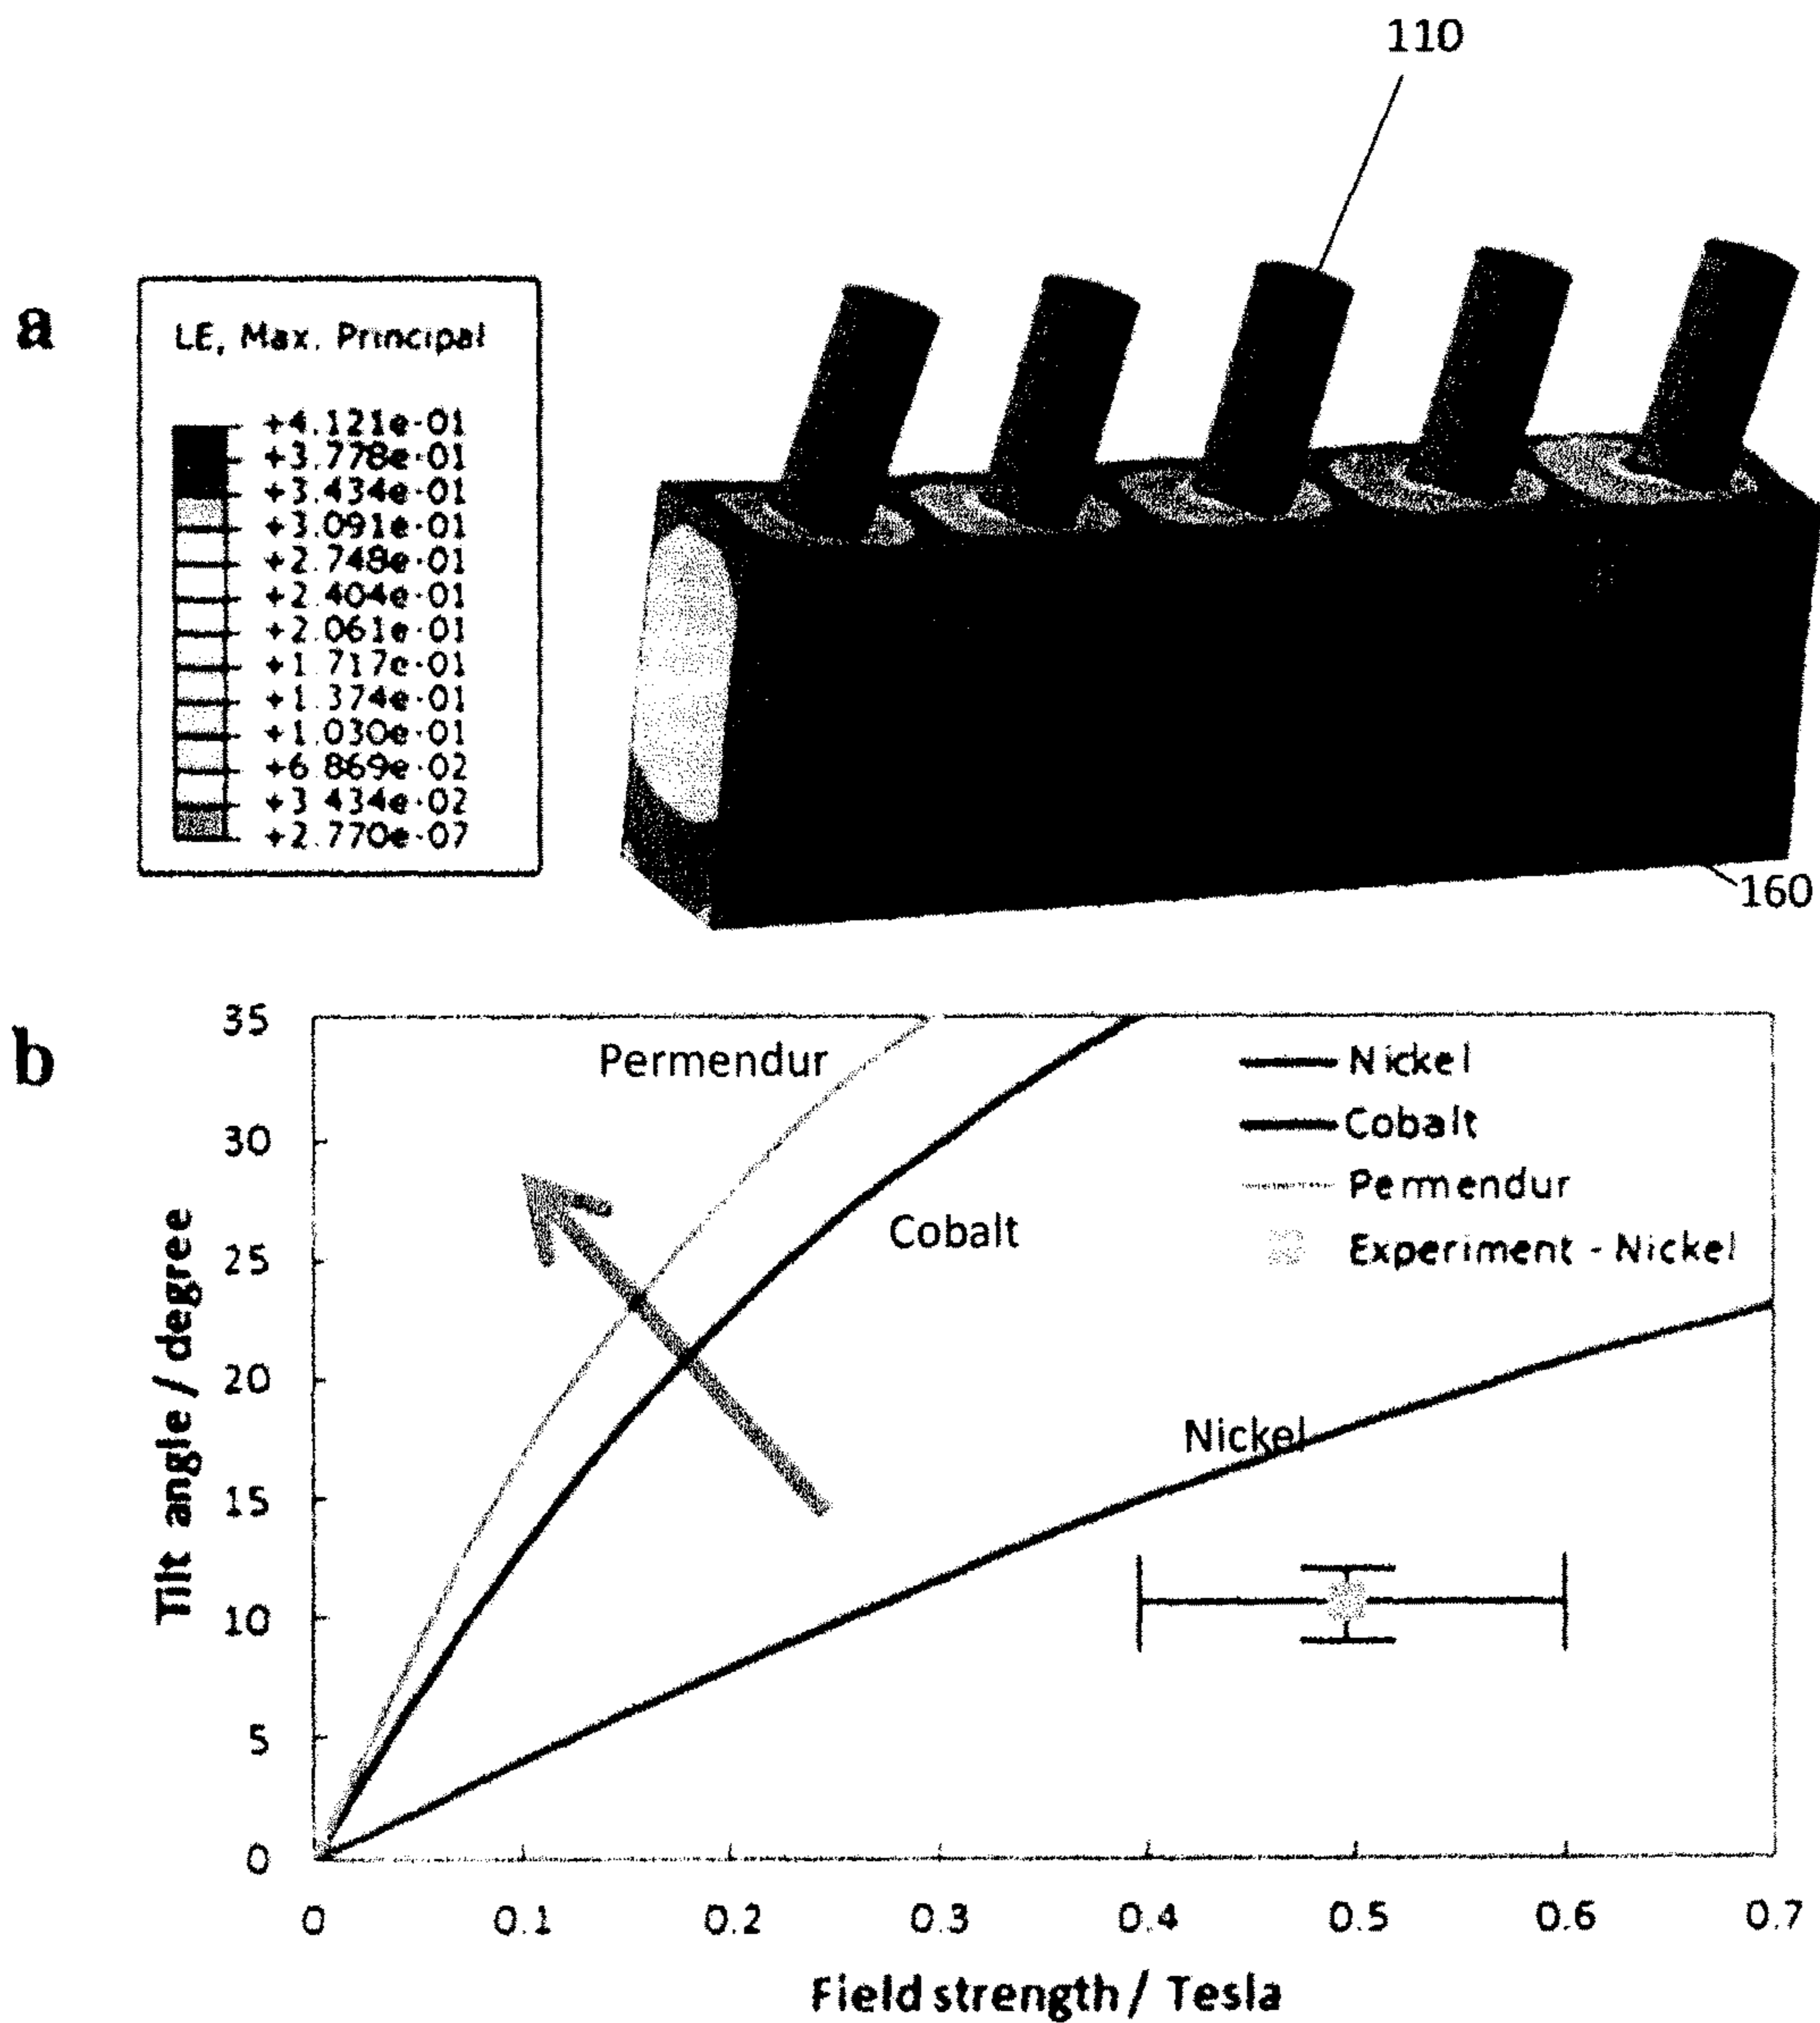 110
a
LE, Max. Principal
+4.121e-01
+3.778e-01
+3.434e-01
+3.091e-01
+2.748e-01
+2.404e-01
+2.061e-01
+1.717e-01
+1.374e-01
+1.030e-01
+6.869e-02
+3.434e-02
+2.770e-07
160
b
35
30
25
20
15
10
5
0
Tilt angle / degree
Permendur
Cobalt
Nickel
Nickel
Cobalt
Permendur
Experiment - Nickel
0 0.1 0.2 0.3 0.4 0.5 0.6 0.7
Field strength / Tesla